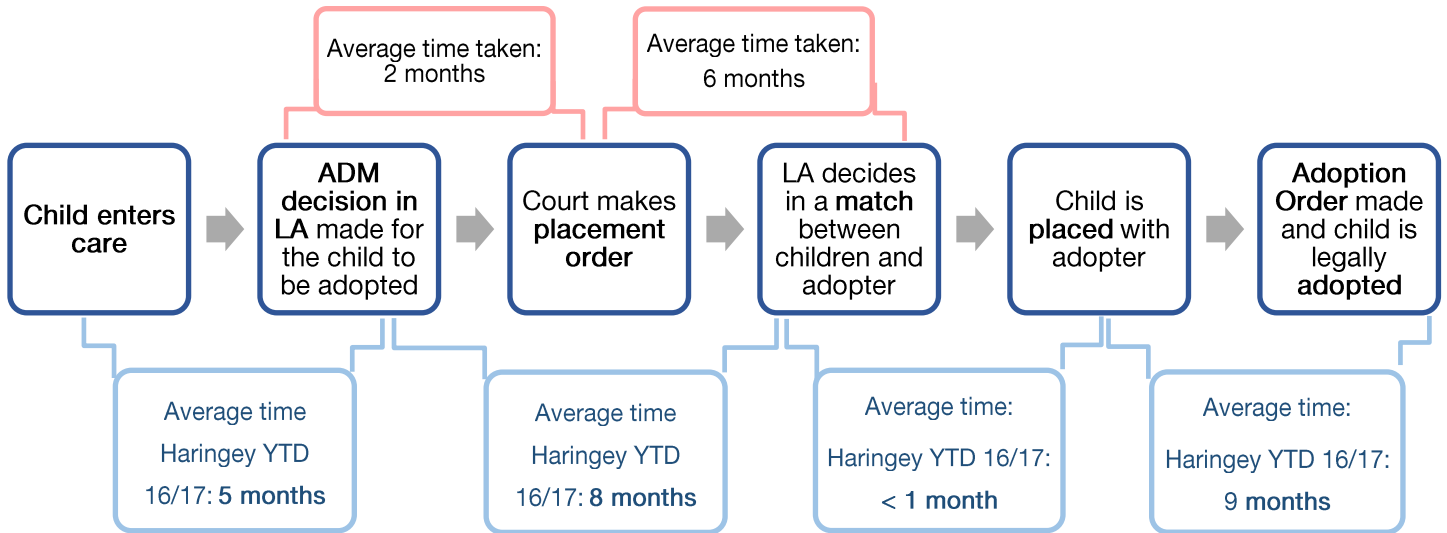 Average time taken:
2 months
Average time taken:
6 months
Child enters
care
ADM
decision in
LA made for
the child to
be adopted
Court makes
placement
order
LA decides
in a match
between
children and
adopter
Child is
placed with
adopter
Adoption
Order made
and child is
legally
adopted
Average time
Haringey YTD
16/17: 5 months
Average time
Haringey YTD
16/17: 8 months
Average time:
Haringey YTD 16/17:
< 1 month
Average time:
Haringey YTD 16/17:
9 months